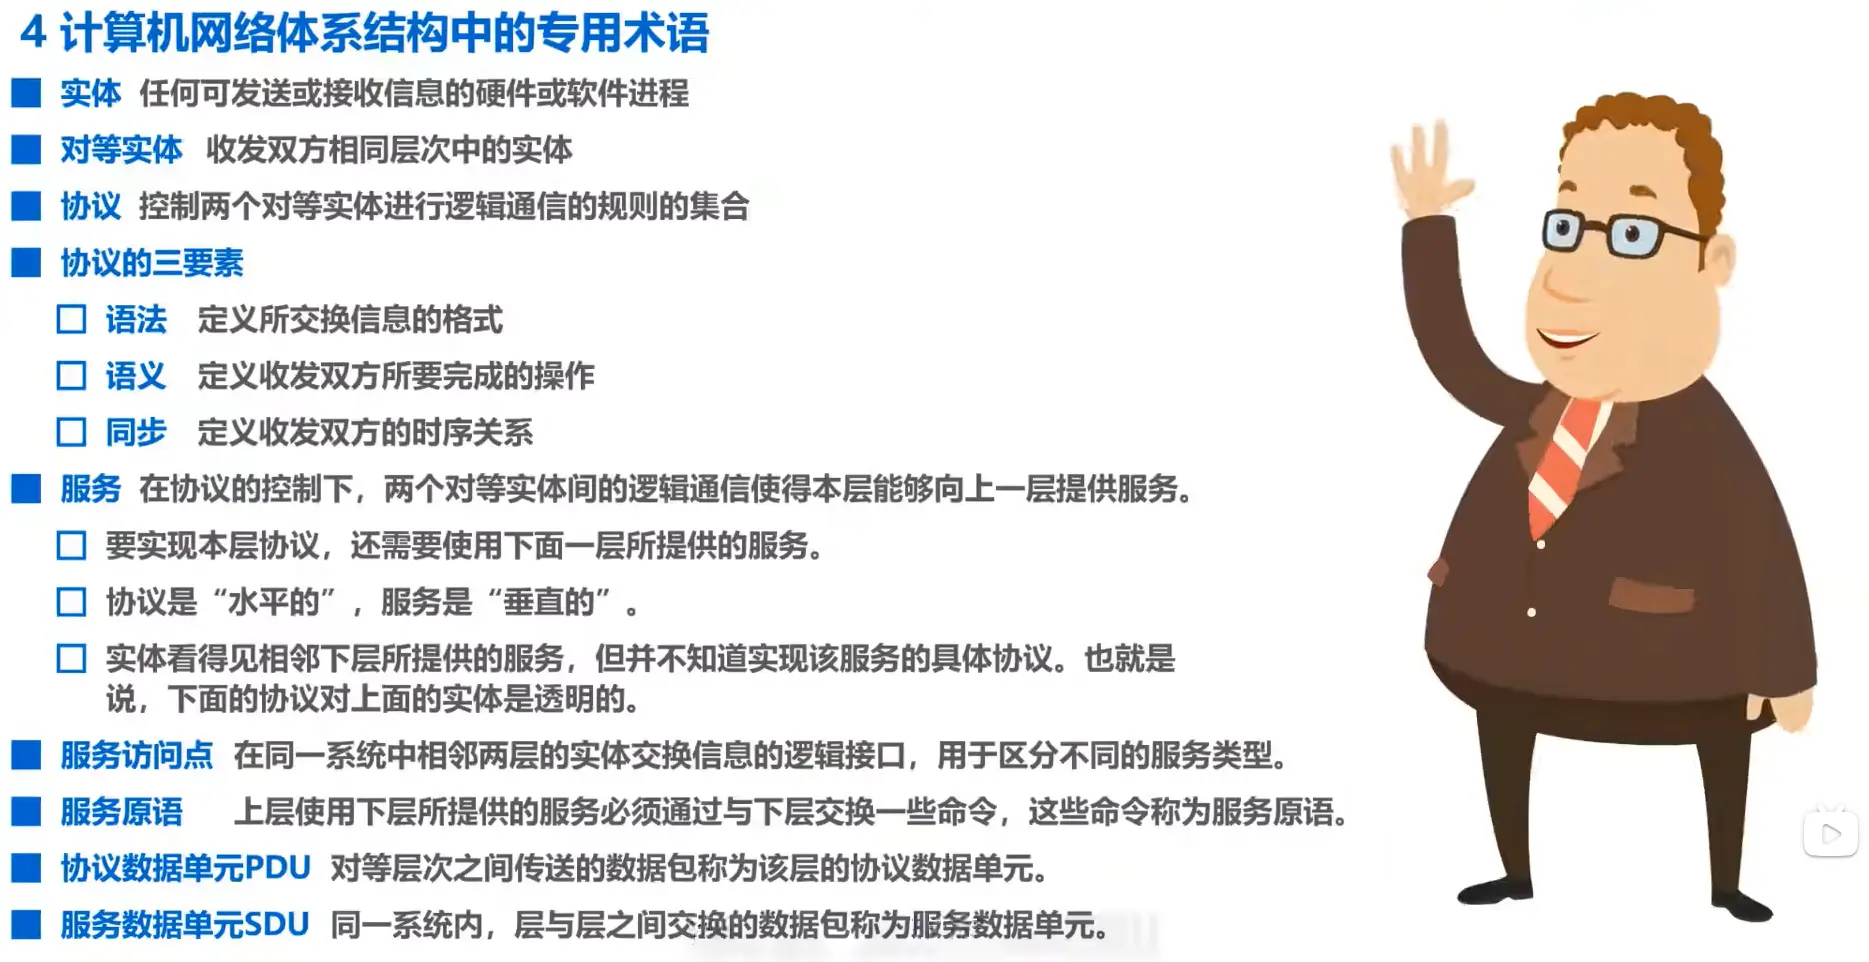 4 计算机网络体系结构中的专用术语
实体 任何可发送或接收信息的硬件或软件进程
对等实体 收发双方相同层次中的实体
协议 控制两个对等实体进行逻辑通信的规则的集合
协议的三要素
语法 定义所交换信息的格式
语义 定义收发双方所要完成的操作
同步 定义收发双方的时序关系
服务 在协议的控制下，两个对等实体间的逻辑通信使得本层能够向上一层提供服务。
要实现本层协议，还需要使用下面一层所提供的服务。
协议是“水平的”，服务是“垂直的”。
实体看得见相邻下层所提供的服务，但并不知道实现该服务的具体协议。也就是
说，下面的协议对上面的实体是透明的。
服务访问点 在同一系统中相邻两层的实体交换信息的逻辑接口，用于区分不同的服务类型。
服务原语 上层使用下层所提供的服务必须通过与下层交换一些命令，这些命令称为服务原语。
协议数据单元PDU 对等层次之间传送的数据包称为该层的协议数据单元。
服务数据单元SDU 同一系统内，层与层之间交换的数据包称为服务数据单元。